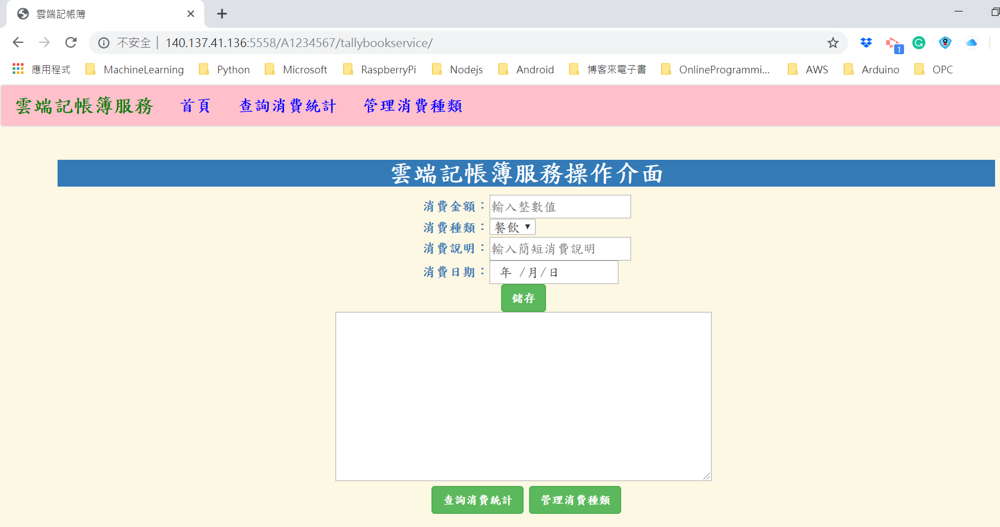 雲端記帳簿
不安全 140.137.41.136:5558/A1234567/tallybookservice/
1
應用程式 MachineLearning Python Microsoft RaspberryPi Nodejs Android 博客來電子書 OnlineProgrammi... AWS Arduino OPC
雲端記帳簿服務 首頁 查詢消費統計 管理消費種類
雲端記帳簿服務操作介面
消費金額：輸入整數值
消費種類：餐飲
消費說明：輸入簡短消費說明
消費日期：年 /月/日
儲存
查詢消費統計 管理消費種類